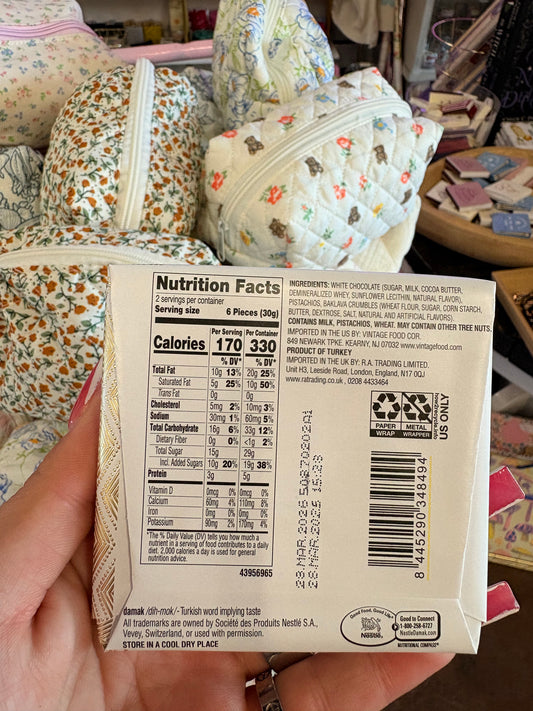 Nutrition Facts
2 servings per container
Serving size 6 Pieces (30g)
Calories
Per Serving Per Container
170 330
% DV* % DV*
Total Fat 10g 13% 20g 25%
Saturated Fat 5g 25% 10g 50%
Trans Fat 0g 0g
Cholesterol 5mg 2% 10mg 3%
Sodium 30mg 1% 60mg 5%
Total Carbohydrate 16g 6% 33g 12%
Dietary Fiber 0g 0% <1g 2%
Total Sugar 15g 29g
Incl. Added Sugars 10g 20% 19g 38%
Protein 3g 5g
Vitamin D 0mcg 0% 0mcg 0%
Calcium 60mg 4% 110mg 8%
Iron 0mg 0% 0mg 0%
Potassium 90mg 2% 170mg 4%
*The % Daily Value (DV) tells you how much a
nutrient in a serving of food contributes to a daily
diet. 2,000 calories a day is used for general
nutrition advice.
43956965
INGREDIENTS: WHITE CHOCOLATE (SUGAR, MILK, COCOA BUTTER,
DEMINERALIZED WHEY, SUNFLOWER LECITHIN, NATURAL FLAVOR),
PISTACHIOS, BAKLAVA CRUMBLES (WHEAT FLOUR, SUGAR, CORN STARCH,
BUTTER, DEXTROSE, SALT, NATURAL AND ARTIFICIAL FLAVORS).
CONTAINS MILK, PISTACHIOS, WHEAT. MAY CONTAIN OTHER TREE NUTS.
IMPORTED IN THE US BY: VINTAGE FOOD COR.
849 NEWARK TPKE. KEARNY, NJ 07032 www.vintagefood.com
PRODUCT OF TURKEY
IMPORTED IN THE UK BY: R.A. TRADING LIMITED.
Unit H3, Leeside Road, London, England, N17 0QJ
www.ratrading.co.uk, 0208 4433464
PAPER
WRAP
METAL
WRAPPER
how2recycle.info
US ONLY
28.MAR.2026
28.MAR.2025 15:29
8 445290 348494
damak /dih-mok/ - Turkish word implying taste
All trademarks are owned by Société des Produits Nestlé S.A.,
Vevey, Switzerland, or used with permission.
STORE IN A COOL DRY PLACE
Good Food, Good Life
Nestlé
Good to Connect
1-800-258-6727
NestleDamak.com
NUTRITIONAL COMPASS®